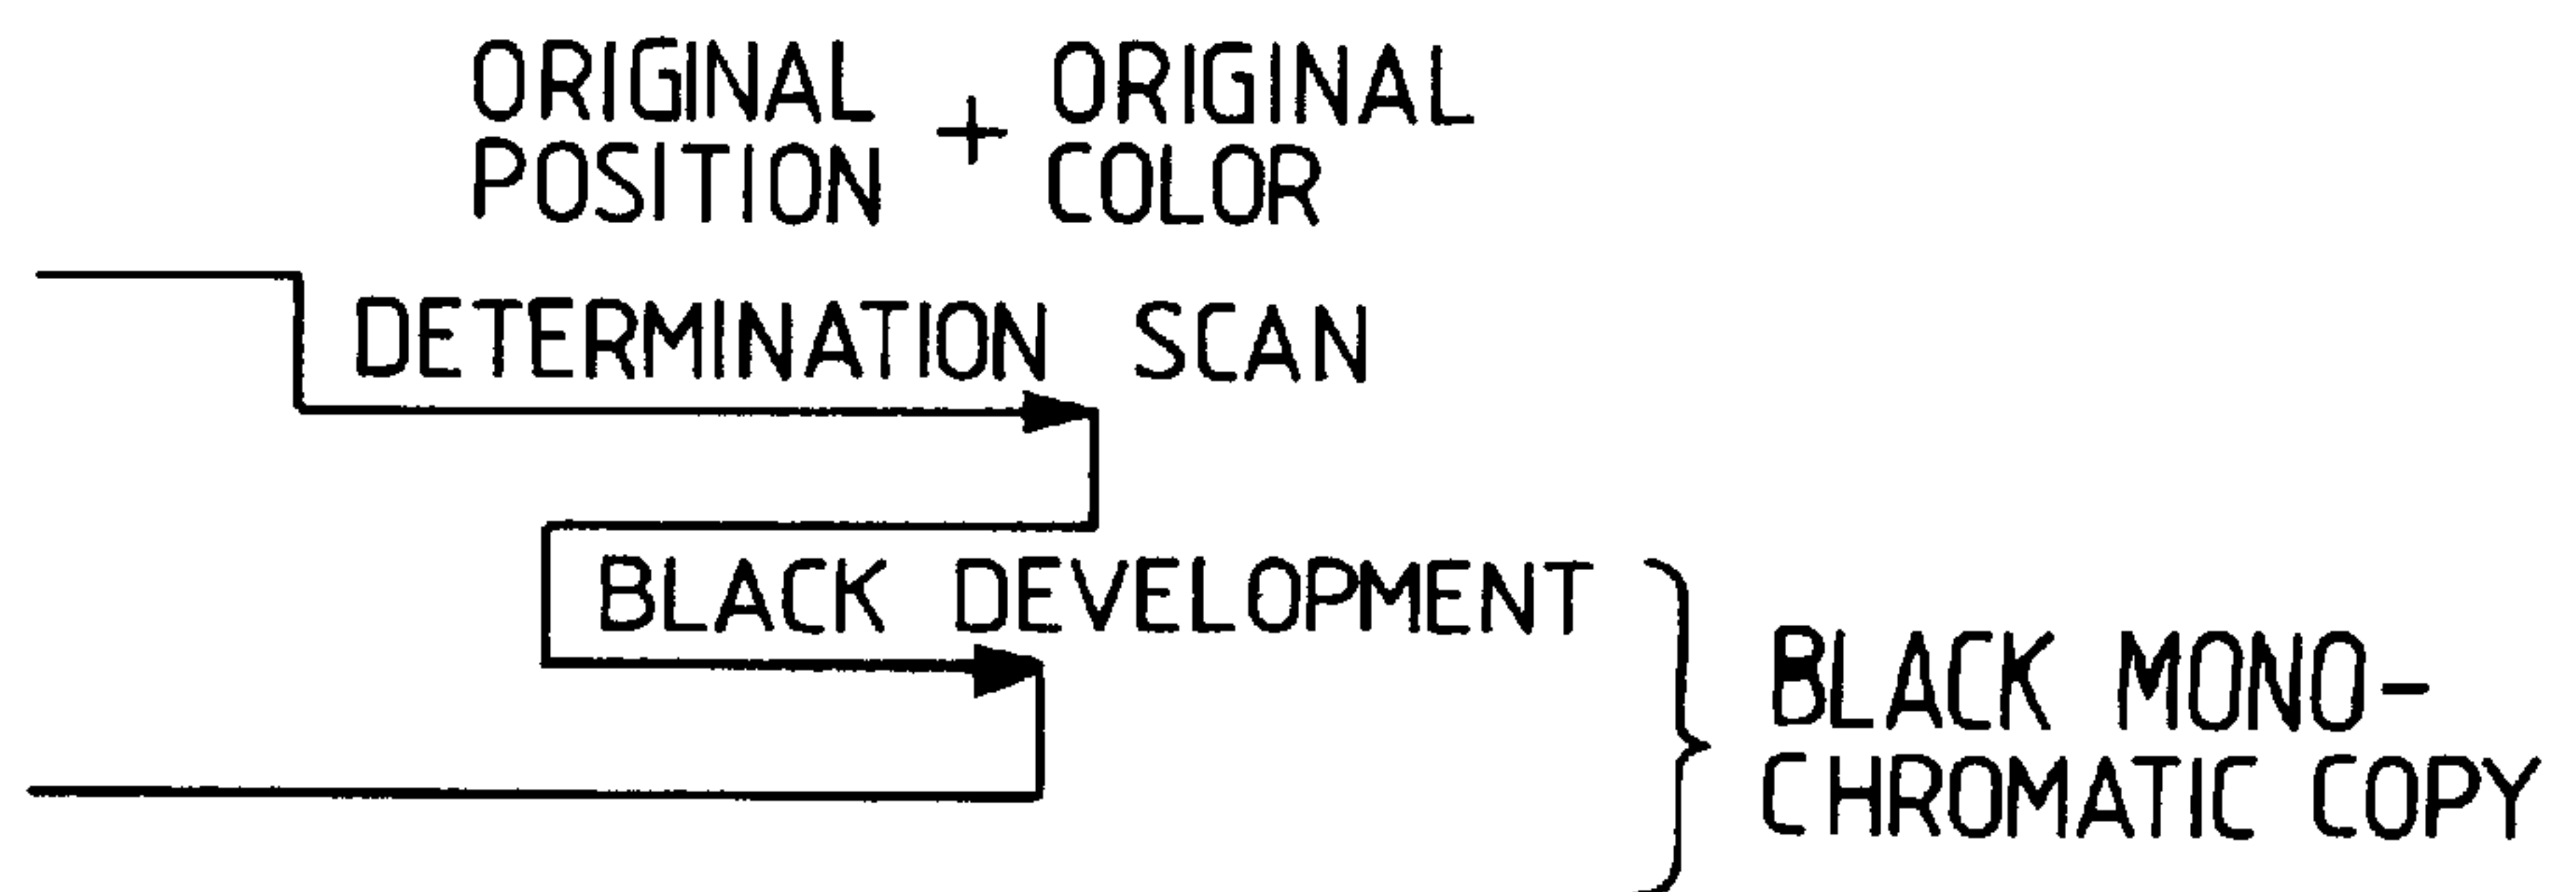 ORIGINAL POSITION + ORIGINAL COLOR
DETERMINATION SCAN
BLACK DEVELOPMENT
BLACK MONO-
CHROMATIC COPY